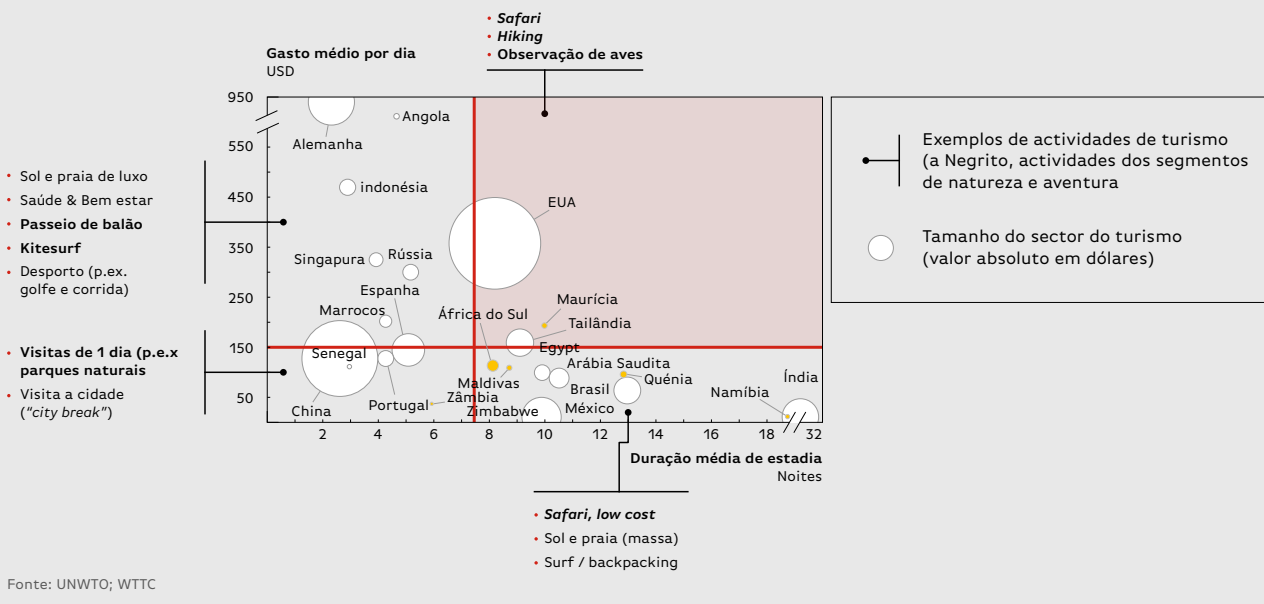 • Safari
• Hiking
• Observação de aves
Gasto médio por dia
USD
950
550
450
350
250
150
50
Alemanha
Angola
indonésia
EUA
Singapura
Rússia
Espanha
Marrocos
África do Sul
Maurícia
Tailândia
Senegal
Egypt
Arábia Saudita
Maldivas
Quénia
Zâmbia
Brasil
Namíbia
Índia
China
Portugal
Zimbabwe
México
2 4 6 8 10 12 14 16 18 32
Duração média de estadia
Noites
• Sol e praia de luxo
• Saúde & Bem estar
• Passeio de balão
• Kitesurf
• Desporto (p.ex.
golfe e corrida)
• Visitas de 1 dia (p.e.x
parques naturais
• Visita a cidade
(“city break”)
• Safari, low cost
• Sol e praia (massa)
• Surf / backpacking
Exemplos de actividades de turismo
(a Negrito, actividades dos segmentos
de natureza e aventura
Tamanho do sector do turismo
(valor absoluto em dólares)
Fonte: UNWTO; WTTC